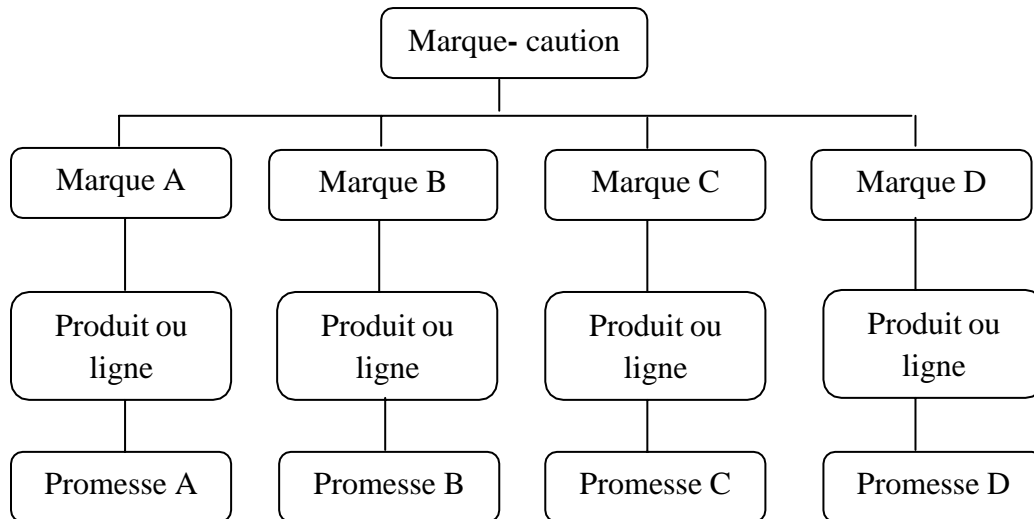 Marque- caution
Marque A
Marque B
Marque C
Marque D
Produit ou
ligne
Produit ou
ligne
Produit ou
ligne
Produit ou
ligne
Promesse A
Promesse B
Promesse C
Promesse D